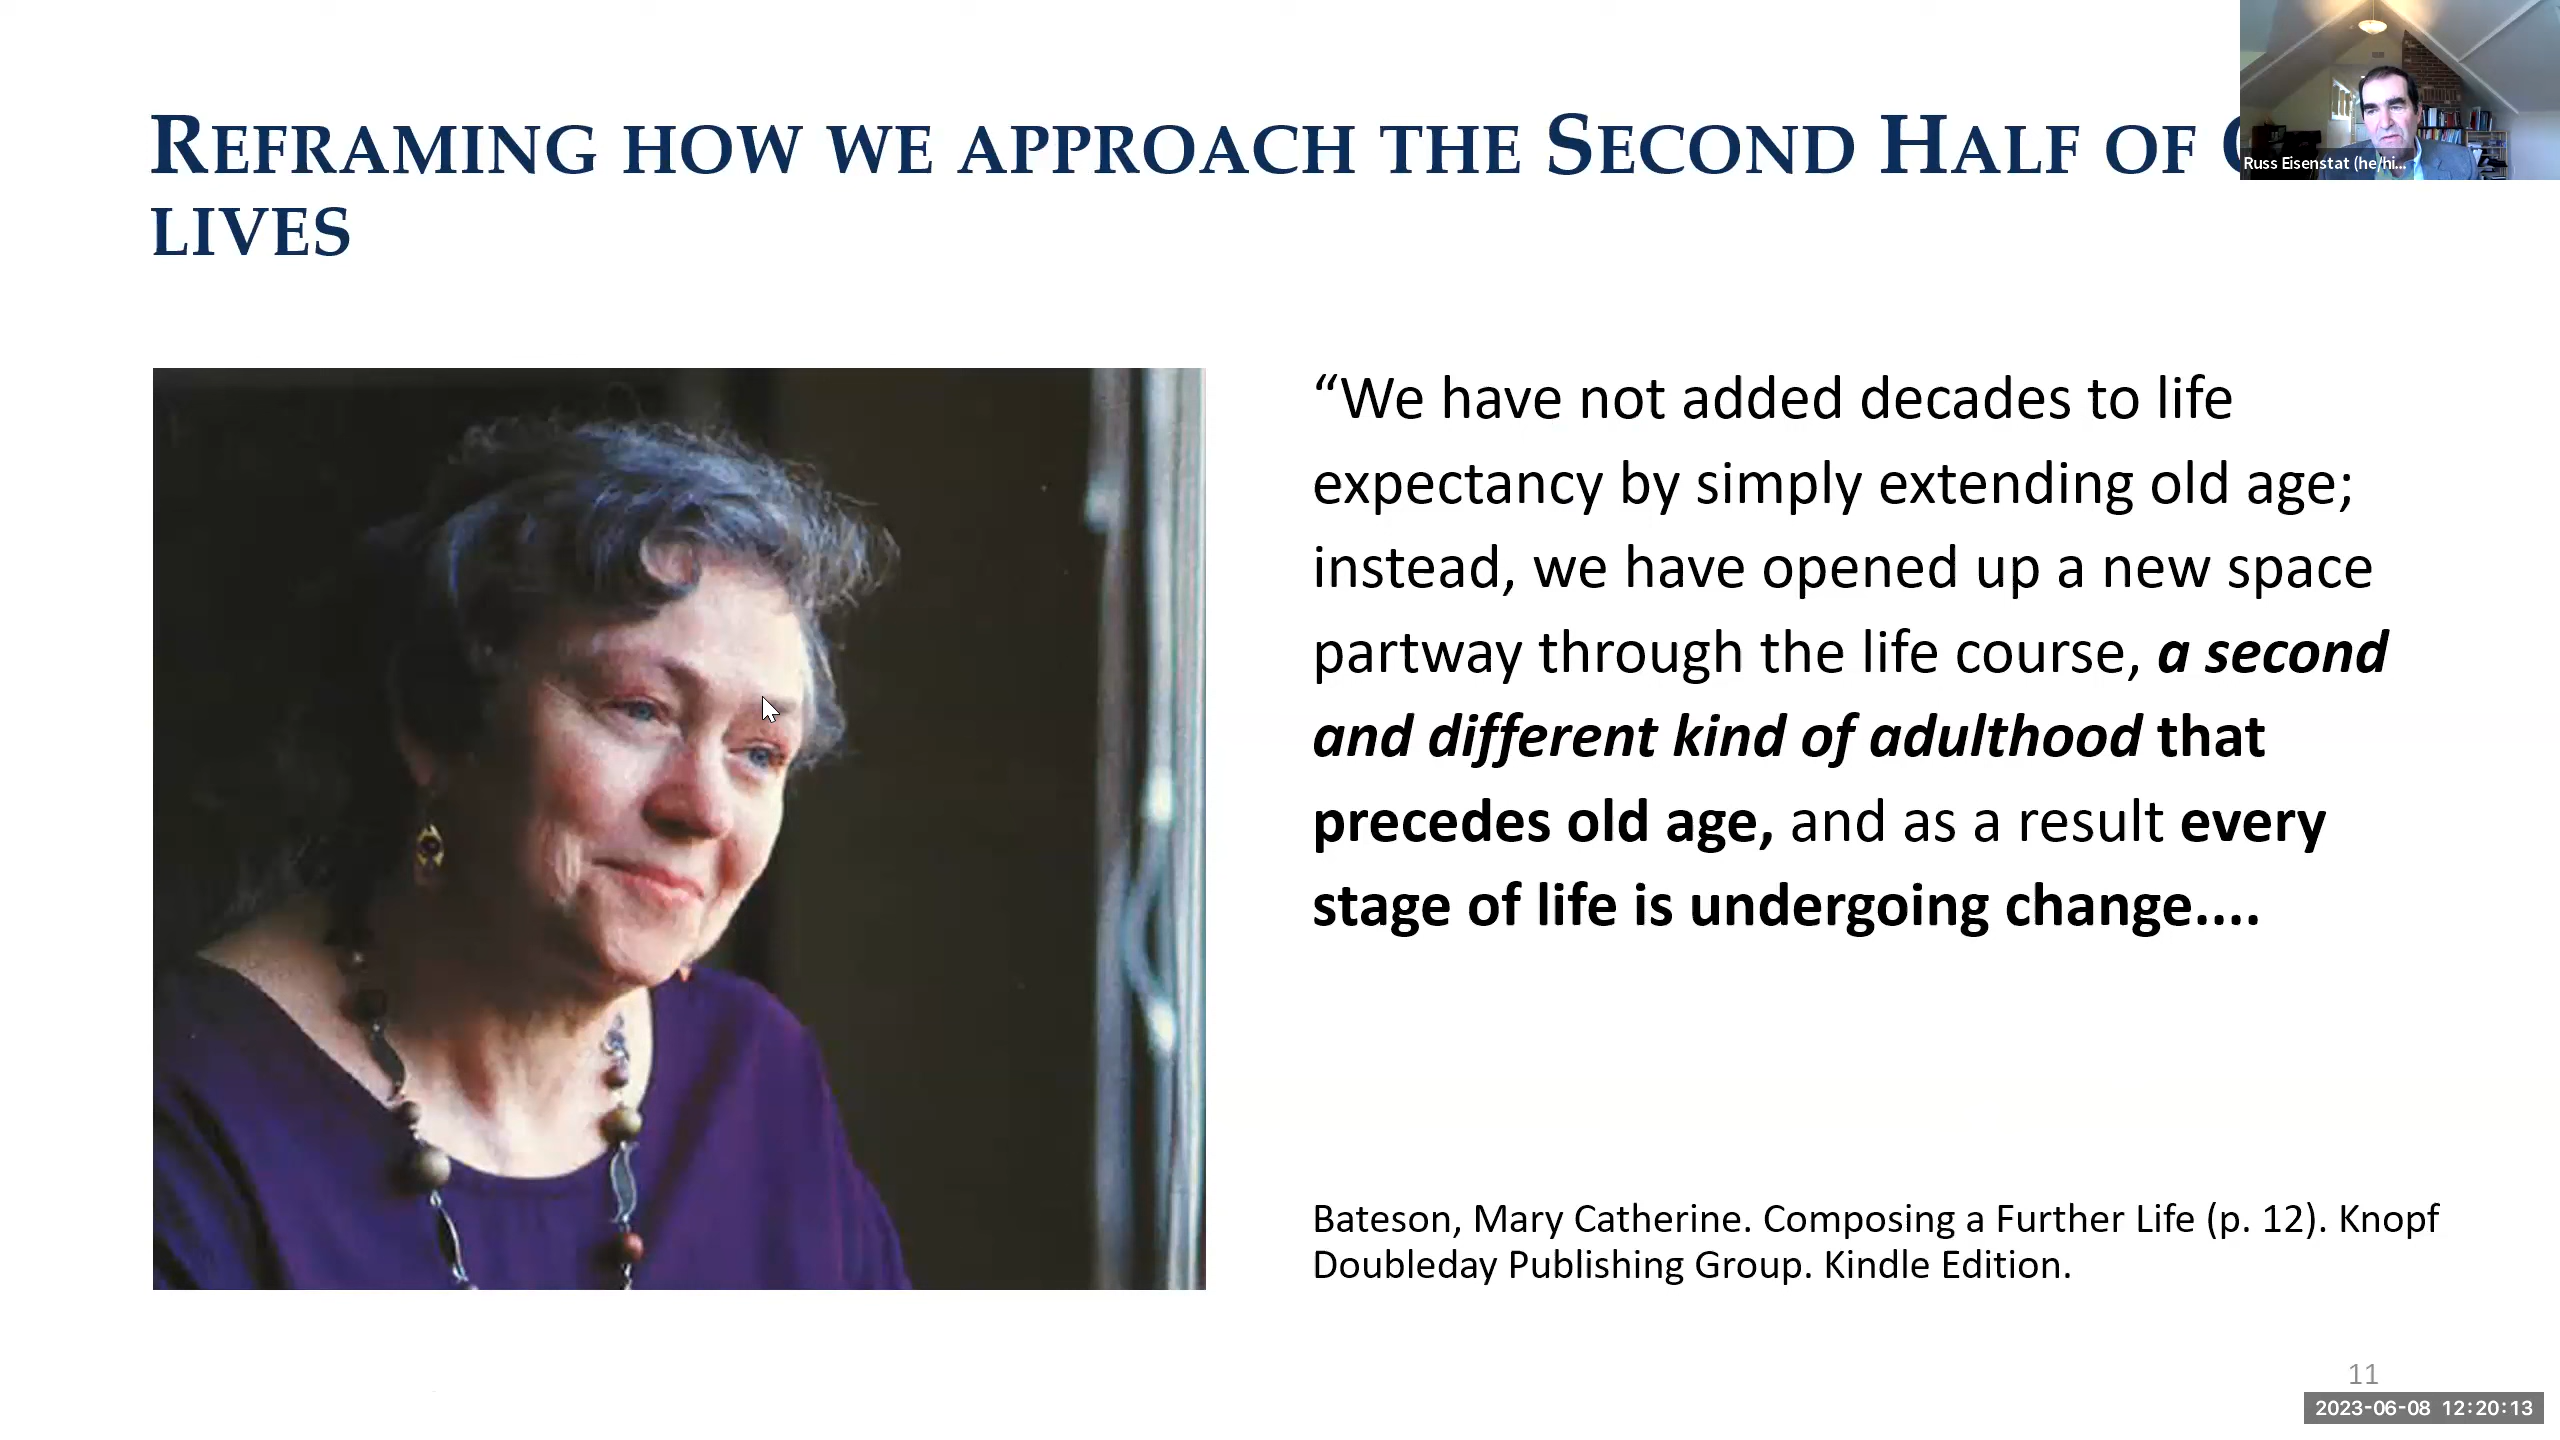 REFRAMING HOW WE APPROACH THE SECOND HALF OF
LIVES
Russ Eisenstat (he/hi...
“We have not added decades to life
expectancy by simply extending old age;
instead, we have opened up a new space
partway through the life course, a second
and different kind of adulthood that
precedes old age, and as a result every
stage of life is undergoing change....
Bateson, Mary Catherine. Composing a Further Life (p. 12). Knopf
Doubleday Publishing Group. Kindle Edition.
11
2023-06-08 12:20:13